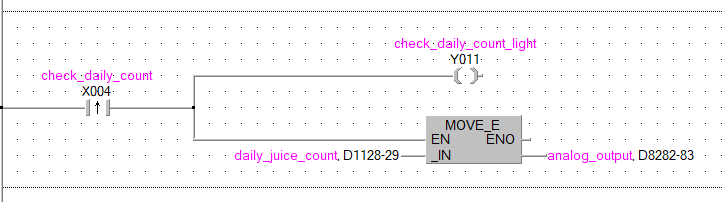 check_daily_count_light
Y011
check_daily_count
X004
MOVE_E
EN ENO
daily_juice_count, D1128-29 _IN analog_output, D8282-83